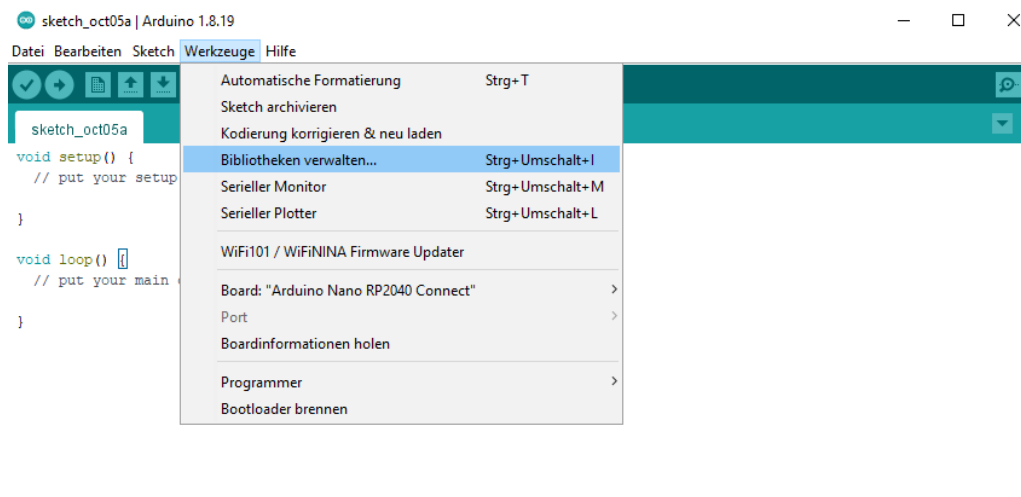 sketch_oct05a | Arduino 1.8.19
Datei Bearbeiten Sketch Werkzeuge Hilfe
Automatische Formatierung Strg+T
Sketch archivieren
sketch_oct05a
Kodierung korrigieren & neu laden
void setup() {
Bibliotheken verwalten... Strg+Umschalt+I
// put your setup
Serieller Monitor Strg+Umschalt+M
}
Serieller Plotter Strg+Umschalt+L
WiFi101 / WiFiNINA Firmware Updater
void loop() {
// put your main
Board: "Arduino Nano RP2040 Connect"
}
Port
Boardinformationen holen
Programmer
Bootloader brennen